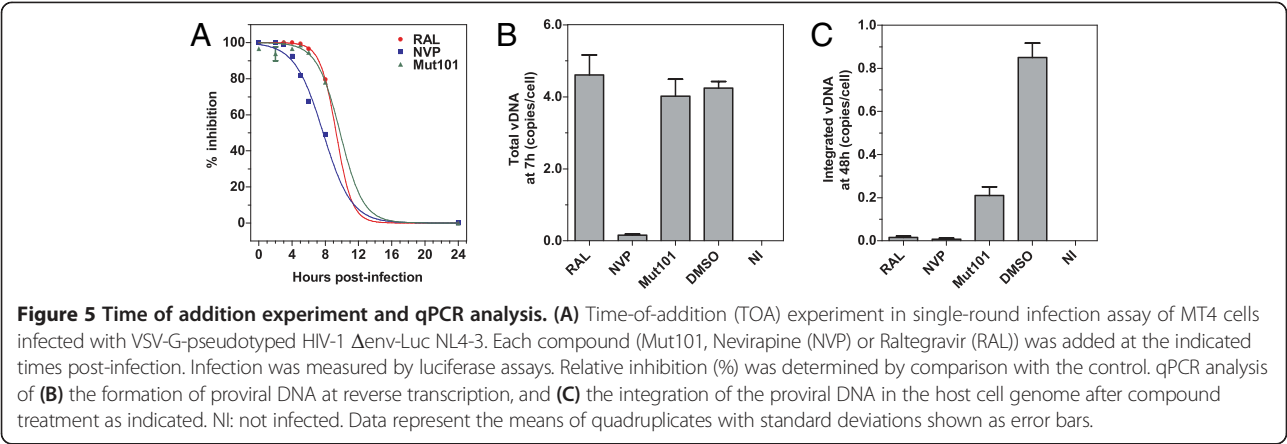 A
100
80
60
40
20
0
% inhibition
RAL
NVP
Mut101
0 4 8 12 16 20 24
Hours post-infection
B
6.0
4.0
2.0
0.0
Total vDNA
at 7h (copies/cell)
RAL NVP Mut101 DMSO NI
C
1.0
0.8
0.6
0.4
0.2
0.0
Integrated vDNA
at 48h (copies/cell)
RAL NVP Mut101 DMSO NI
Figure 5 Time of addition experiment and qPCR analysis. (A) Time-of-addition (TOA) experiment in single-round infection assay of MT4 cells
infected with VSV-G-pseudotyped HIV-1 Δenv-Luc NL4-3. Each compound (Mut101, Nevirapine (NVP) or Raltegravir (RAL)) was added at the indicated
times post-infection. Infection was measured by luciferase assays. Relative inhibition (%) was determined by comparison with the control. qPCR analysis
of (B) the formation of proviral DNA at reverse transcription, and (C) the integration of the proviral DNA in the host cell genome after compound
treatment as indicated. NI: not infected. Data represent the means of quadruplicates with standard deviations shown as error bars.